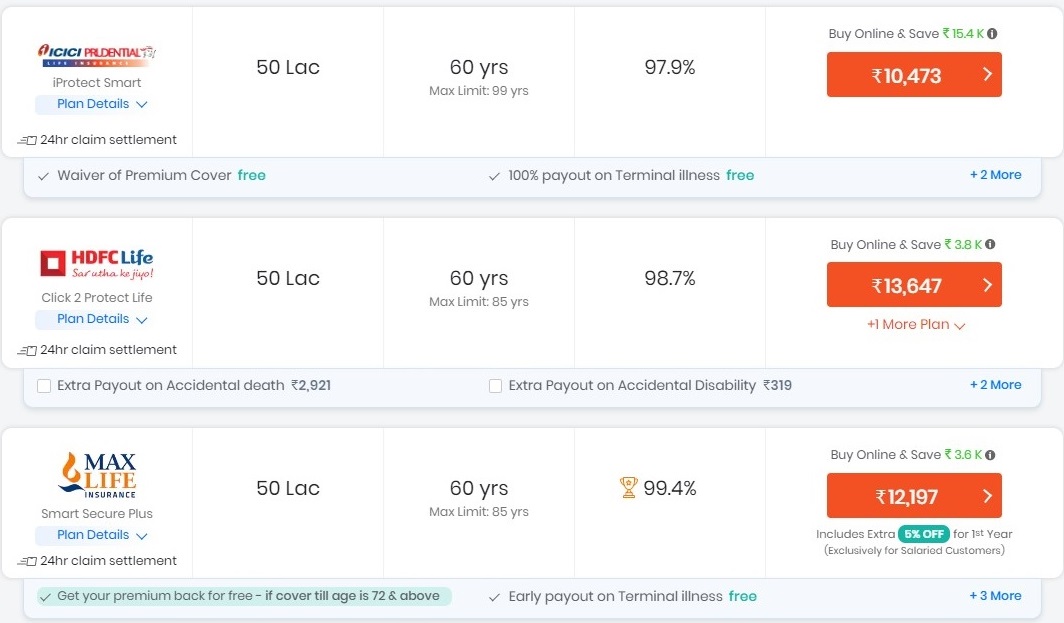 ICICI PRUDENTIAL
LIFE INSURANCE
iProtect Smart
Plan Details
24hr claim settlement
50 Lac
60 yrs
Max Limit: 99 yrs
97.9%
Buy Online & Save ₹ 15.4 K
₹10,473
Waiver of Premium Cover free
100% payout on Terminal illness free
+ 2 More
HDFC Life
Sar utha ke jiyo!
Click 2 Protect Life
Plan Details
24hr claim settlement
50 Lac
60 yrs
Max Limit: 85 yrs
98.7%
Buy Online & Save ₹ 3.8 K
₹13,647
+1 More Plan
Extra Payout on Accidental death ₹2,921
Extra Payout on Accidental Disability ₹319
+ 2 More
MAX
LIFE
INSURANCE
Smart Secure Plus
Plan Details
24hr claim settlement
50 Lac
60 yrs
Max Limit: 85 yrs
99.4%
Buy Online & Save ₹ 3.6 K
₹12,197
Includes Extra 5% OFF for 1st Year
(Exclusively for Salaried Customers)
Get your premium back for free - if cover till age is 72 & above
Early payout on Terminal illness free
+ 3 More